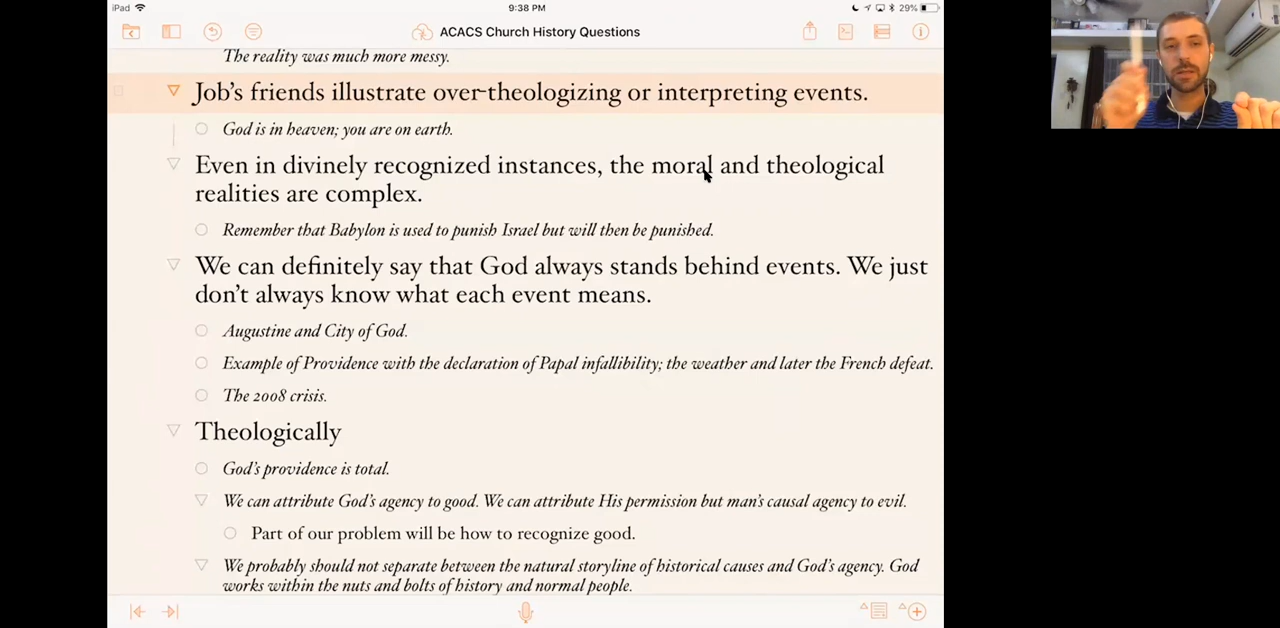 iPad 9:38 PM 29%
ACACS Church History Questions
The reality was much more messy.
Job's friends illustrate over-theologizing or interpreting events.
God is in heaven; you are on earth.
Even in divinely recognized instances, the moral and theological
realities are complex.
Remember that Babylon is used to punish Israel but will then be punished.
We can definitely say that God always stands behind events. We just
don't always know what each event means.
Augustine and City of God.
Example of Providence with the declaration of Papal infallibility; the weather and later the French defeat.
The 2008 crisis.
Theologically
God's providence is total.
We can attribute God's agency to good. We can attribute His permission but man's causal agency to evil.
Part of our problem will be how to recognize good.
We probably should not separate between the natural storyline of historical causes and God's agency. God
works within the nuts and bolts of history and normal people.